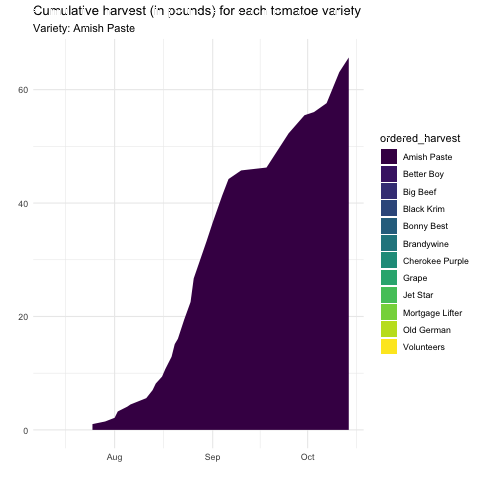 Cumulative harvest (in pounds) for each tomatoe variety
Variety: Amish Paste
60
40
20
0
Aug
Sep
Oct
ordered_harvest
Amish Paste
Better Boy
Big Beef
Black Krim
Bonny Best
Brandywine
Cherokee Purple
Grape
Jet Star
Mortgage Lifter
Old German
Volunteers